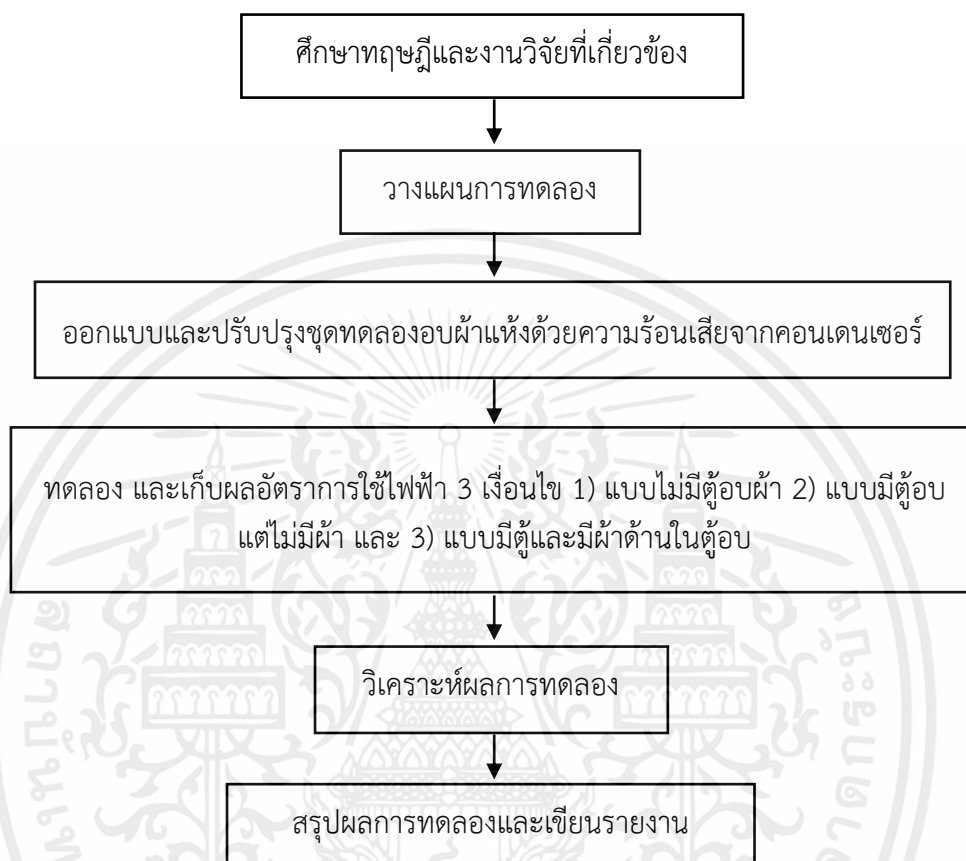 ศึกษาทฤษฎีและงานวิจัยที่เกี่ยวข้อง
วางแผนการทดลอง
ออกแบบและปรับปรุงชุดทดลองอบผ้าแห้งด้วยความร้อนเสียจากคอนเดนเซอร์
ทดลอง และเก็บผลอัตราการใช้ไฟฟ้า 3 เงื่อนไข 1) แบบไม่มีตู้อบผ้า 2) แบบมีตู้อบ
แต่ไม่มีผ้า และ 3) แบบมีตู้และมีผ้าด้านในตู้อบ
วิเคราะห์ผลการทดลอง
สรุปผลการทดลองและเขียนรายงาน